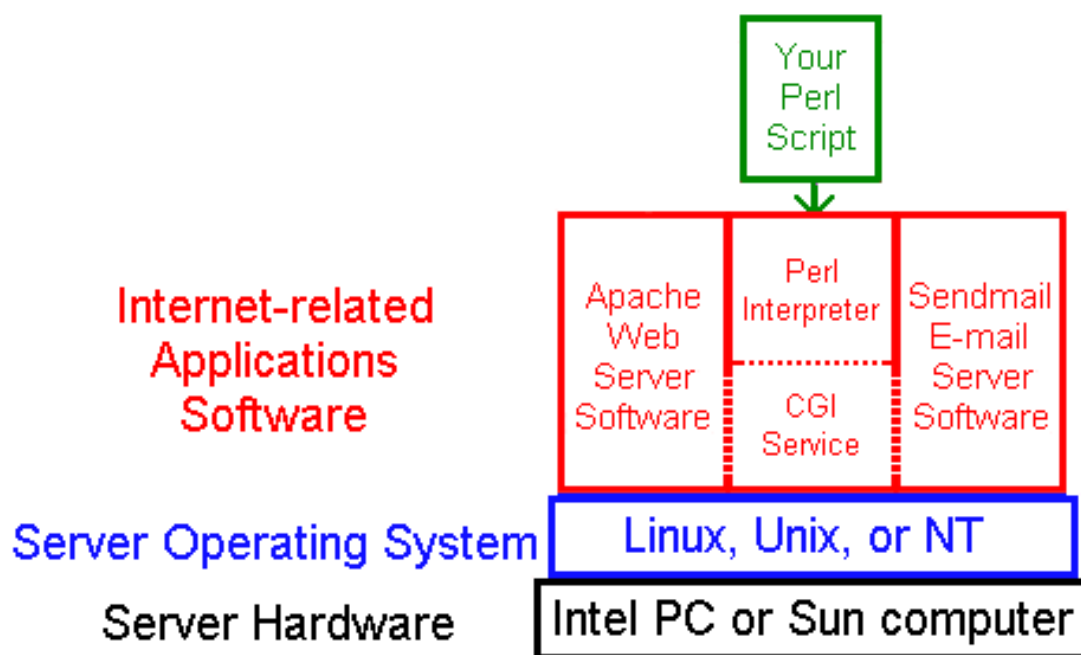 Your
Perl
Script
Internet-related
Applications
Software
Apache
Web
Server
Software
Perl
Interpreter
CGI
Service
Sendmail
E-mail
Server
Software
Server Operating System
Linux, Unix, or NT
Server Hardware
Intel PC or Sun computer